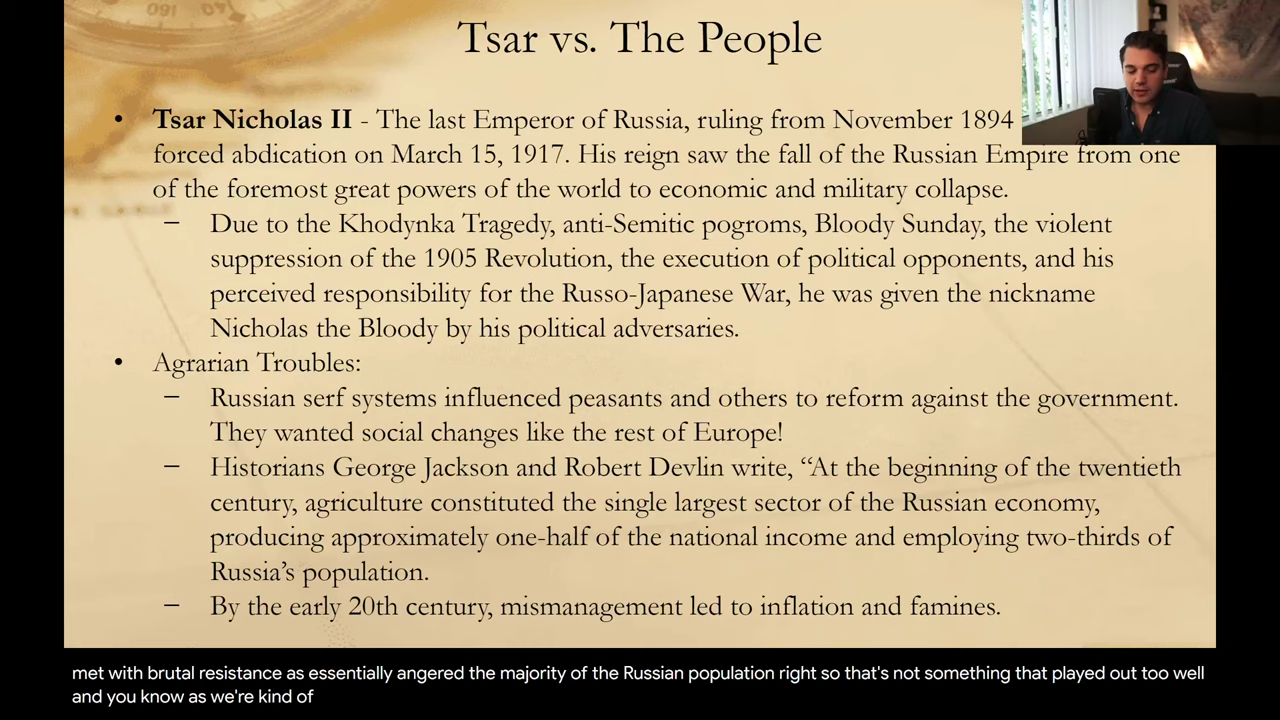 Tsar vs. The People
• Tsar Nicholas II - The last Emperor of Russia, ruling from November 1894
forced abdication on March 15, 1917. His reign saw the fall of the Russian Empire from one
of the foremost great powers of the world to economic and military collapse.
– Due to the Khodynka Tragedy, anti-Semitic pogroms, Bloody Sunday, the violent
suppression of the 1905 Revolution, the execution of political opponents, and his
perceived responsibility for the Russo-Japanese War, he was given the nickname
Nicholas the Bloody by his political adversaries.
• Agrarian Troubles:
– Russian serf systems influenced peasants and others to reform against the government.
They wanted social changes like the rest of Europe!
– Historians George Jackson and Robert Devlin write, “At the beginning of the twentieth
century, agriculture constituted the single largest sector of the Russian economy,
producing approximately one-half of the national income and employing two-thirds of
Russia’s population.
– By the early 20th century, mismanagement led to inflation and famines.
met with brutal resistance as essentially angered the majority of the Russian population right so that's not something that played out too well
and you know as we're kind of